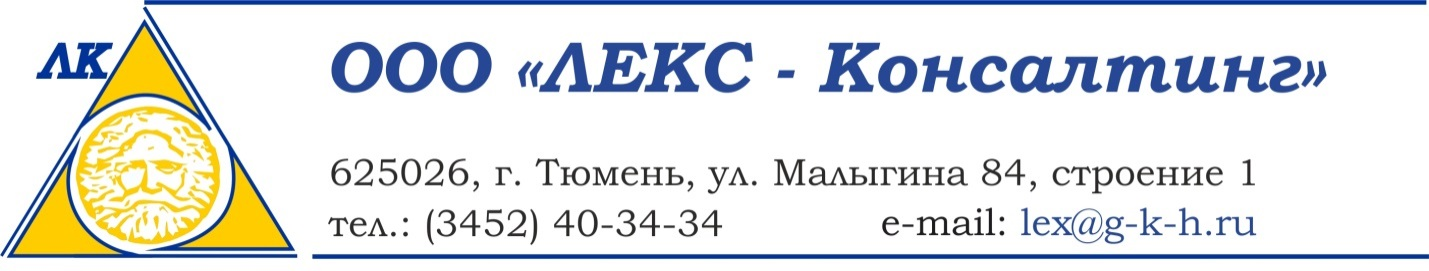 ЛК
ООО «ЛЕКС - Консалтинг»
625026, г. Тюмень, ул. Малыгина 84, строение 1
тел.: (3452) 40-34-34 e-mail: lex@g-k-h.ru